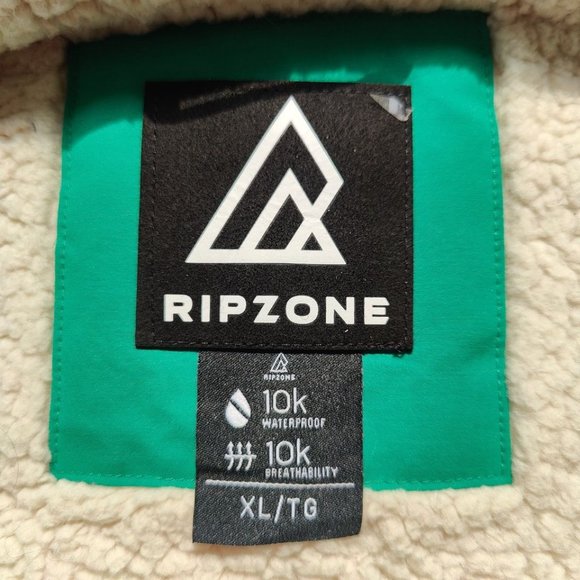 RIPZONE
RIPZONE
10k
WATERPROOF
10k
BREATHABILITY
XL/TG